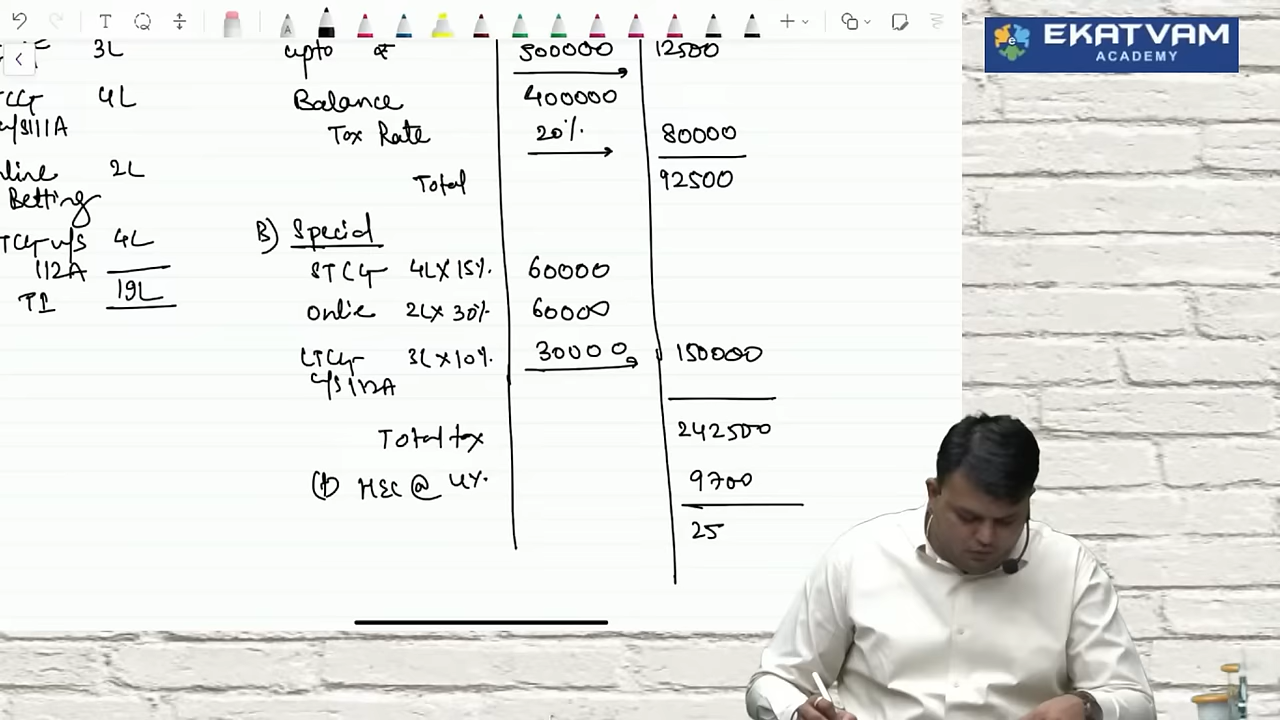 EKATVAM
ACADEMY
3L
4L
u/s111A
2L
Betting
u/s 4L
112A
TI 19L
upto 500000 12500
Balance 400000
Tax Rate 20% 80000
Total 92500
B) Special
STCG 4L X 15% 60000
Online 2L X 30% 60000
LTCG 3L X 10% 30000 150000
u/s 112A
Total tax 242500
(+) HEC @ 4% 9700
25